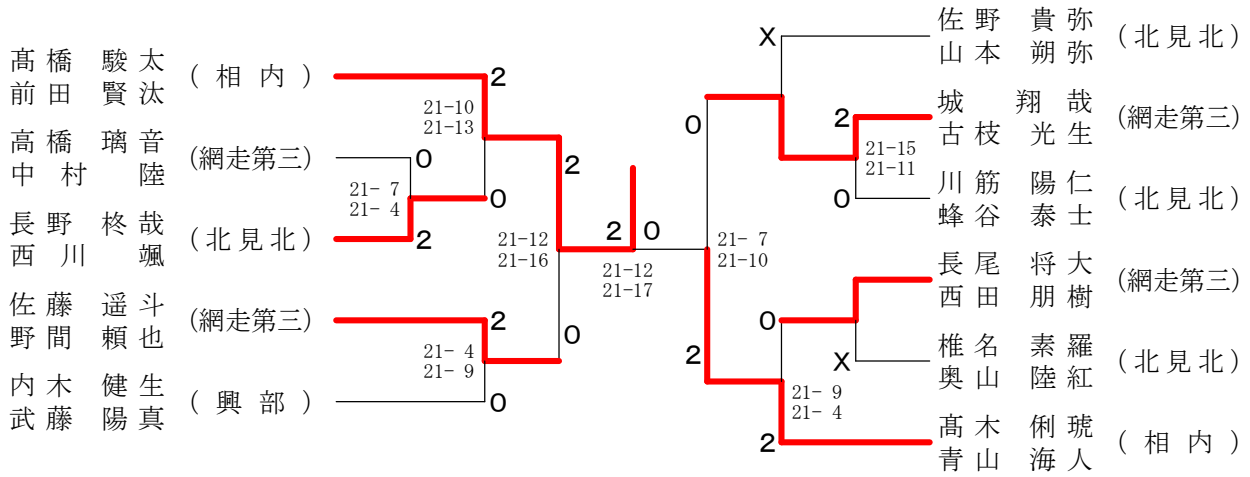 髙橋 駿太
前田 賢汰
(相内)
2
21-10
21-13
高橋 璃音
中村 陸
(網走第三)
0
21- 7
21- 4
0
長野 柊哉
西川 颯
(北見北)
2
2
21-12
21-16
佐藤 遥斗
野間 頼也
(網走第三)
2
21- 4
21- 9
0
内木 健生
武藤 陽真
(興部)
0
2 0
21-12
21-17
佐野 貴弥
山本 朔弥
(北見北)
X
0
城 翔哉
古枝 光生
(網走第三)
2
21-15
21-11
川筋 陽仁
蜂谷 泰士
(北見北)
0
21- 7
21-10
長尾 将大
西田 朋樹
(網走第三)
0
2
椎名 素羅
奥山 陸紅
(北見北)
X
21- 9
21- 4
髙木 俐琥
青山 海人
(相内)
2